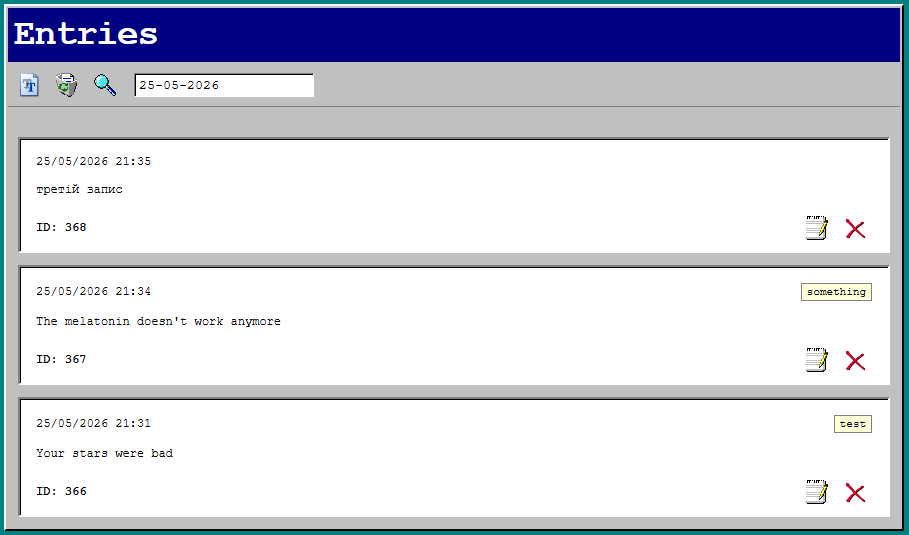 Entries
25-05-2026
25/05/2026 21:35
третій запис
ID: 368
25/05/2026 21:34
something
The melatonin doesn't work anymore
ID: 367
25/05/2026 21:31
test
Your stars were bad
ID: 366